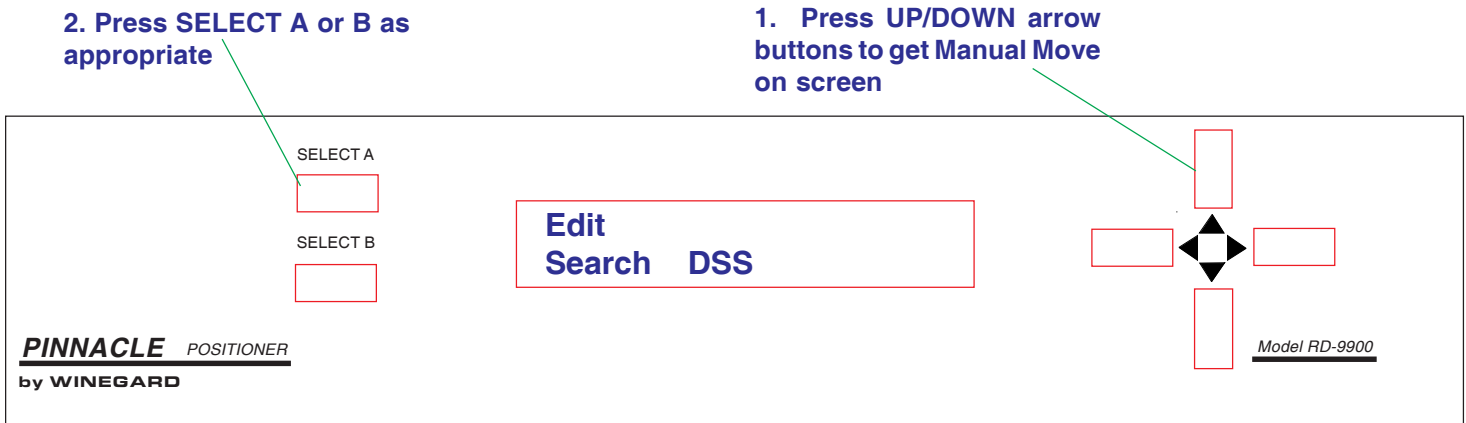 2. Press SELECT A or B as
appropriate
1. Press UP/DOWN arrow
buttons to get Manual Move
on screen
SELECT A
SELECT B
Edit
Search DSS
PINNACLE POSITIONER
by WINEGARD
Model RD-9900